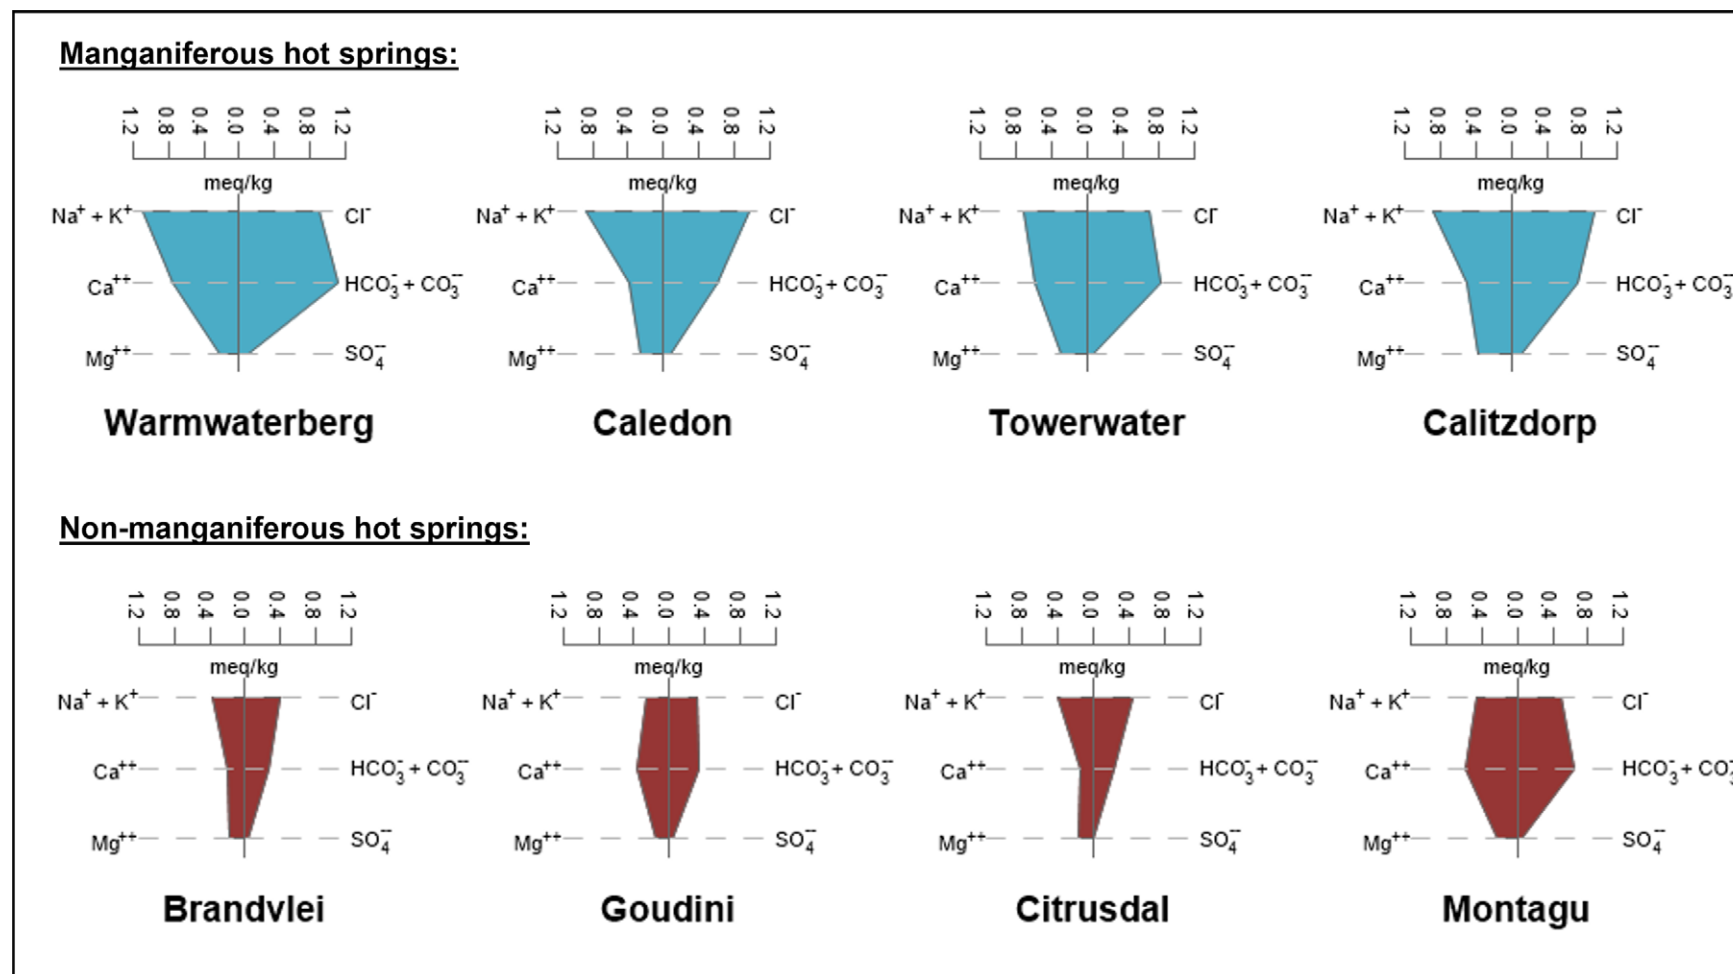 Manganiferous hot springs:
1.2 0.8 0.4 0.0 0.4 0.8 1.2
meq/kg
Na⁺ + K⁺ Cl⁻
Ca⁺⁺ HCO₃⁻ + CO₃⁻⁻
Mg⁺⁺ SO₄⁻⁻
Warmwaterberg
1.2 0.8 0.4 0.0 0.4 0.8 1.2
meq/kg
Na⁺ + K⁺ Cl⁻
Ca⁺⁺ HCO₃⁻ + CO₃⁻⁻
Mg⁺⁺ SO₄⁻⁻
Caledon
1.2 0.8 0.4 0.0 0.4 0.8 1.2
meq/kg
Na⁺ + K⁺ Cl⁻
Ca⁺⁺ HCO₃⁻ + CO₃⁻⁻
Mg⁺⁺ SO₄⁻⁻
Towerwater
1.2 0.8 0.4 0.0 0.4 0.8 1.2
meq/kg
Na⁺ + K⁺ Cl⁻
Ca⁺⁺ HCO₃⁻ + CO₃⁻⁻
Mg⁺⁺ SO₄⁻⁻
Calitzdorp
Non-manganiferous hot springs:
1.2 0.8 0.4 0.0 0.4 0.8 1.2
meq/kg
Na⁺ + K⁺ Cl⁻
Ca⁺⁺ HCO₃⁻ + CO₃⁻⁻
Mg⁺⁺ SO₄⁻⁻
Brandvlei
1.2 0.8 0.4 0.0 0.4 0.8 1.2
meq/kg
Na⁺ + K⁺ Cl⁻
Ca⁺⁺ HCO₃⁻ + CO₃⁻⁻
Mg⁺⁺ SO₄⁻⁻
Goudini
1.2 0.8 0.4 0.0 0.4 0.8 1.2
meq/kg
Na⁺ + K⁺ Cl⁻
Ca⁺⁺ HCO₃⁻ + CO₃⁻⁻
Mg⁺⁺ SO₄⁻⁻
Citrusdal
1.2 0.8 0.4 0.0 0.4 0.8 1.2
meq/kg
Na⁺ + K⁺ Cl⁻
Ca⁺⁺ HCO₃⁻ + CO₃⁻
Mg⁺⁺ SO₄⁻⁻
Montagu